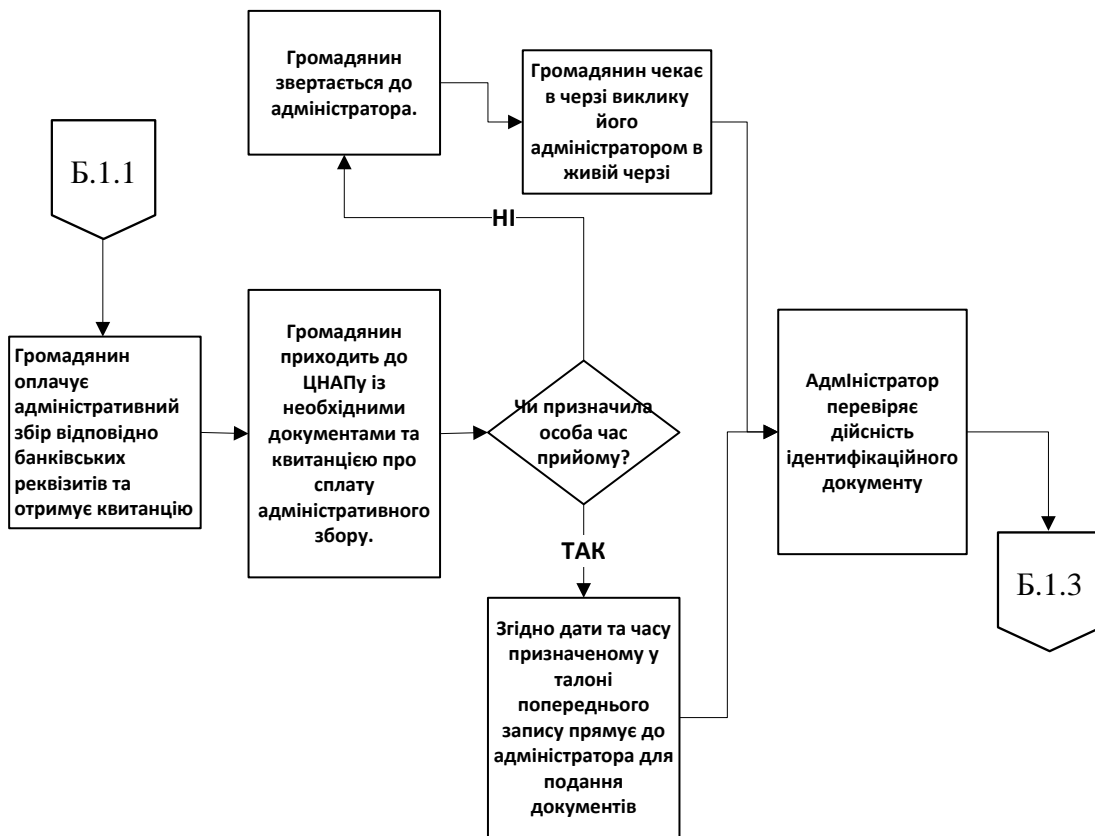 Громадянин
звертається до
адміністратора.
Громадянин чекає
в черзі виклику
його
адміністратором в
живій черзі
Б.1.1
НІ
Громадянин
оплачує
адміністративний
збір відповідно
банківських
реквізитів та
отримує квитанцію
Громадянин
приходить до
ЦНАПу із
необхідними
документами та
квитанцією про
сплату
адміністративного
збору.
Чи призначила
особа час
прийому?
АдмІністратор
перевіряє
дійсність
ідентифікаційного
документу
ТАК
Б.1.3
Згідно дати та часу
призначеному у
талоні
попереднього
запису прямує до
адміністратора для
подання
документів